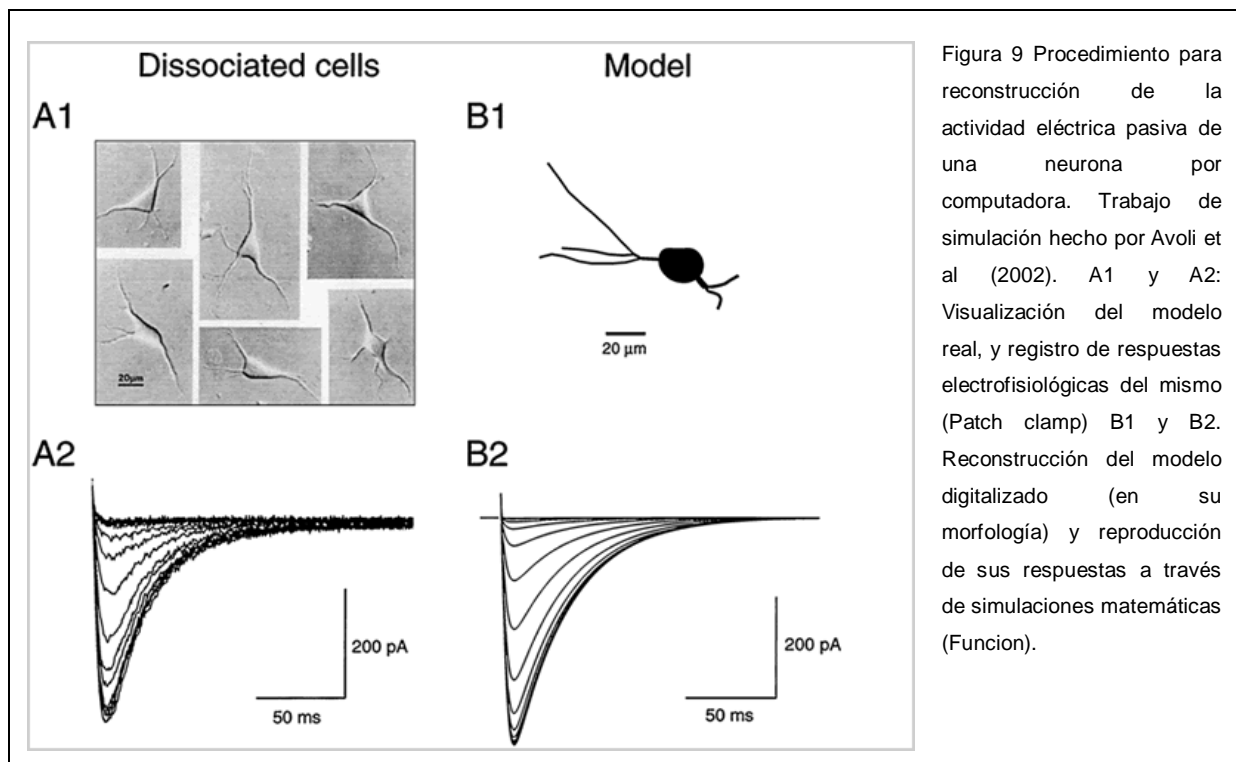 Dissociated cells
Model
A1
B1
20µm
20 µm
A2
B2
200 pA
50 ms
200 pA
50 ms
Figura 9 Procedimiento para
reconstrucción de la
actividad eléctrica pasiva de
una neurona por
computadora. Trabajo de
simulación hecho por Avoli et
al (2002). A1 y A2:
Visualización del modelo
real, y registro de respuestas
electrofisiológicas del mismo
(Patch clamp) B1 y B2.
Reconstrucción del modelo
digitalizado (en su
morfología) y reproducción
de sus respuestas a través
de simulaciones matemáticas
(Funcion).